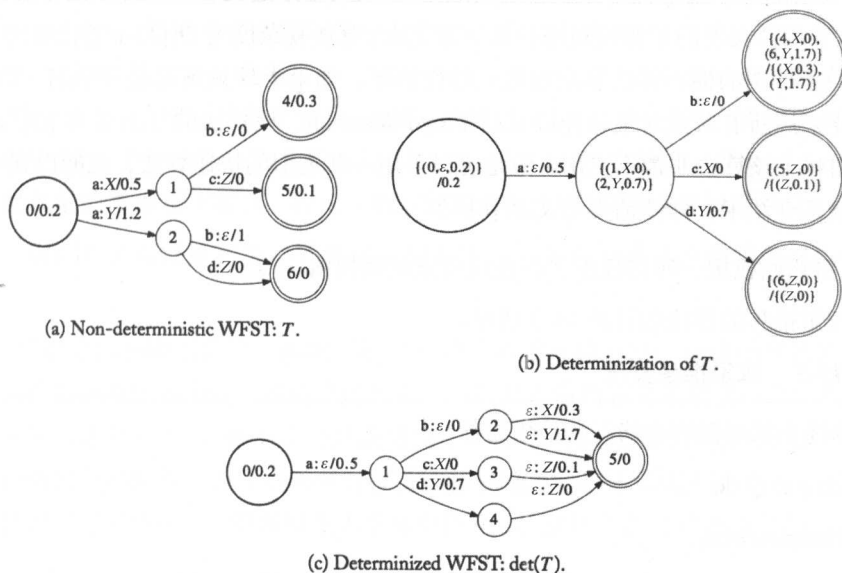 0/0.2
a:X/0.5
a:Y/1.2
1
2
b:ε/0
c:Z/0
b:ε/1
d:Z/0
4/0.3
5/0.1
6/0
(a) Non-deterministic WFST: T.
{(0,ε,0.2)}
/0.2
a:ε/0.5
{(1,X,0),
(2,Y,0.7)}
b:ε/0
c:X/0
d:Y/0.7
{(4,X,0),
(6,Y,1.7)}
/{(X,0.3),
(Y,1.7)}
{(5,Z,0)}
/{(Z,0.1)}
{(6,Z,0)}
/{(Z,0)}
(b) Determinization of T.
0/0.2
a:ε/0.5
1
b:ε/0
c:X/0
d:Y/0.7
2
3
4
ε:X/0.3
ε:Y/1.7
ε:Z/0.1
ε:Z/0
5/0
(c) Determinized WFST: det(T).